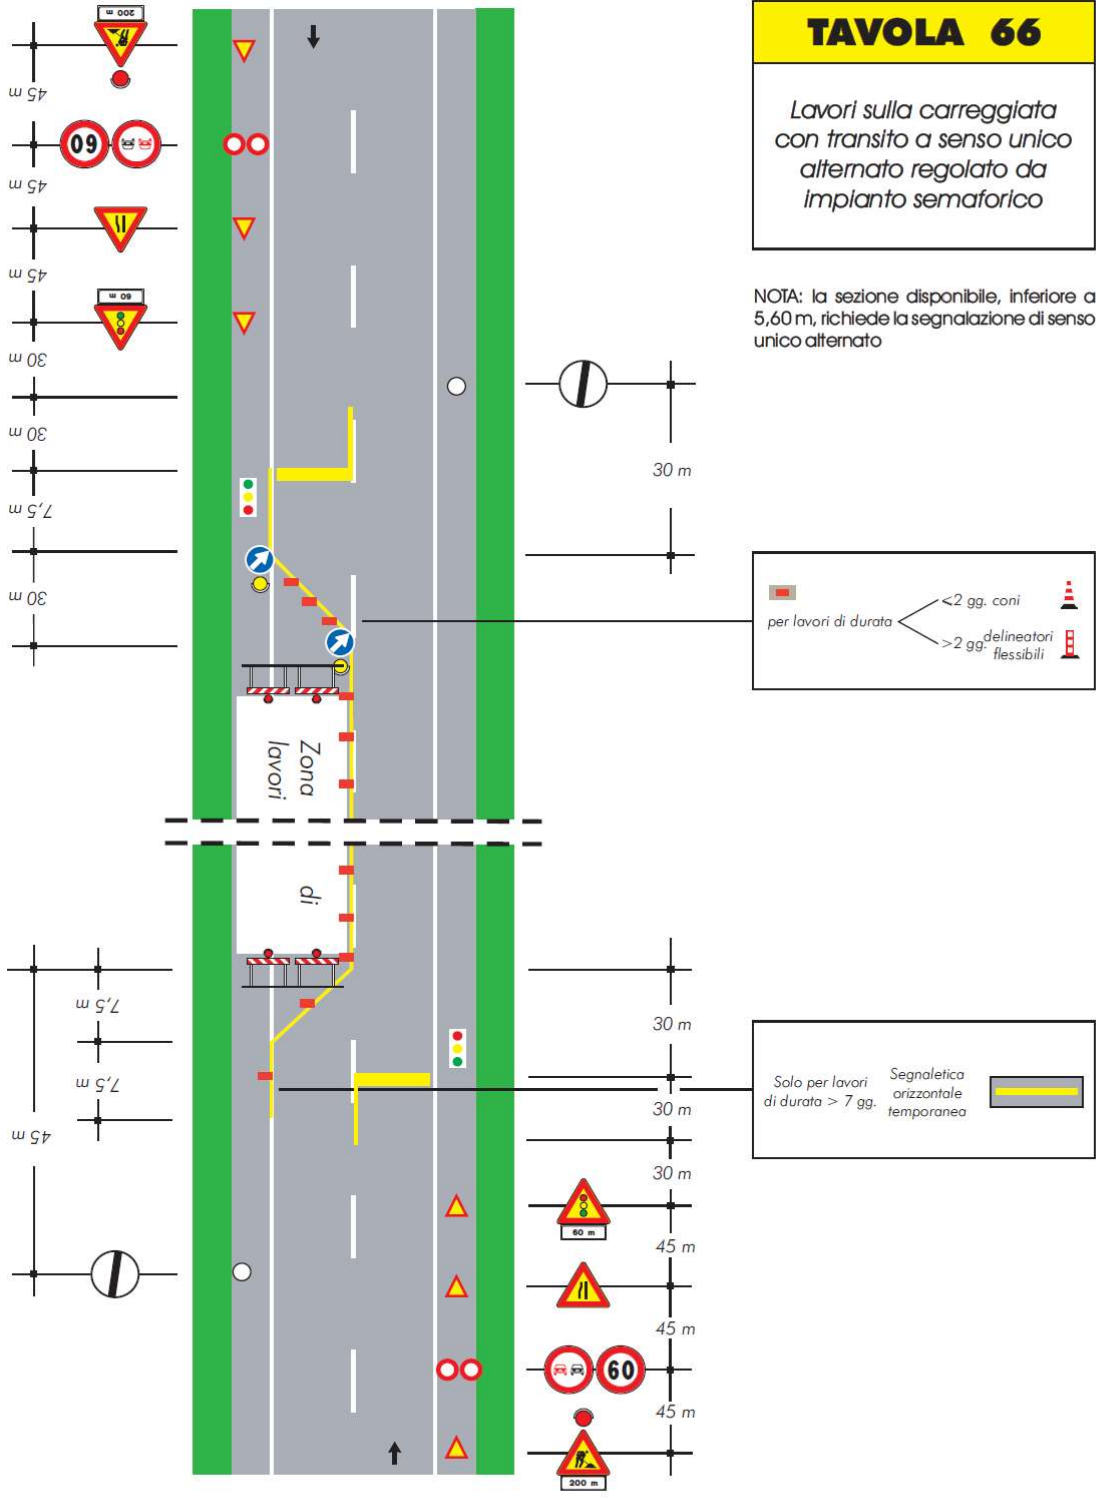 TAVOLA 66
Lavori sulla carreggiata
con transito a senso unico
alternato regolato da
impianto semaforico
NOTA: la sezione disponibile, inferiore a
5,60 m, richiede la segnalazione di senso
unico alternato
200 m
45 m
60
45 m
45 m
60 m
30 m
30 m
7,5 m
30 m
30 m
per lavori di durata
<2 gg. coni
>2 gg. delineatori
flessibili
Zona
lavori
di
7,5 m
7,5 m
45 m
30 m
30 m
30 m
Solo per lavori
di durata > 7 gg.
Segnaletica
orizzontale
temporanea
60 m
45 m
45 m
60
45 m
200 m